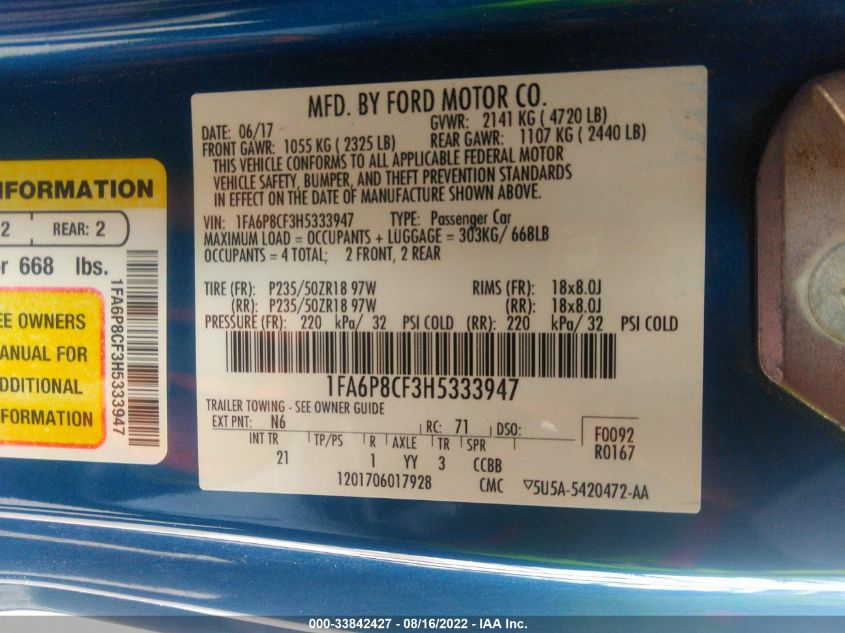 MFD. BY FORD MOTOR CO.
DATE: 06/17 GVWR: 2141 KG ( 4720 LB)
FRONT GAWR: 1055 KG ( 2325 LB) REAR GAWR: 1107 KG ( 2440 LB)
THIS VEHICLE CONFORMS TO ALL APPLICABLE FEDERAL MOTOR
VEHICLE SAFETY, BUMPER, AND THEFT PREVENTION STANDARDS
IN EFFECT ON THE DATE OF MANUFACTURE SHOWN ABOVE.
VIN: 1FA6P8CF3H5333947 TYPE: Passenger Car
MAXIMUM LOAD = OCCUPANTS + LUGGAGE = 303KG/ 668LB
OCCUPANTS = 4 TOTAL; 2 FRONT, 2 REAR
TIRE (FR): P235/50ZR18 97W RIMS (FR): 18x8.0J
(RR): P235/50ZR18 97W (RR): 18x8.0J
PRESSURE (FR): 220 kPa/ 32 PSI COLD (RR): 220 kPa/ 32 PSI COLD
1FA6P8CF3H5333947
TRAILER TOWING - SEE OWNER GUIDE
EXT PNT: N6 RC: 71 DSO: F0092
R0167
INT TR TP/PS R AXLE TR SPR
21 1 YY 3 CCBB
1201706017928 CMC ▽5U5A-5420472-AA
INFORMATION
2 REAR: 2
or 668 lbs.
EE OWNERS
ANUAL FOR
ADDITIONAL
FORMATION
1FA6P8CF3H5333947
000-33842427 - 08/16/2022 - IAA Inc.